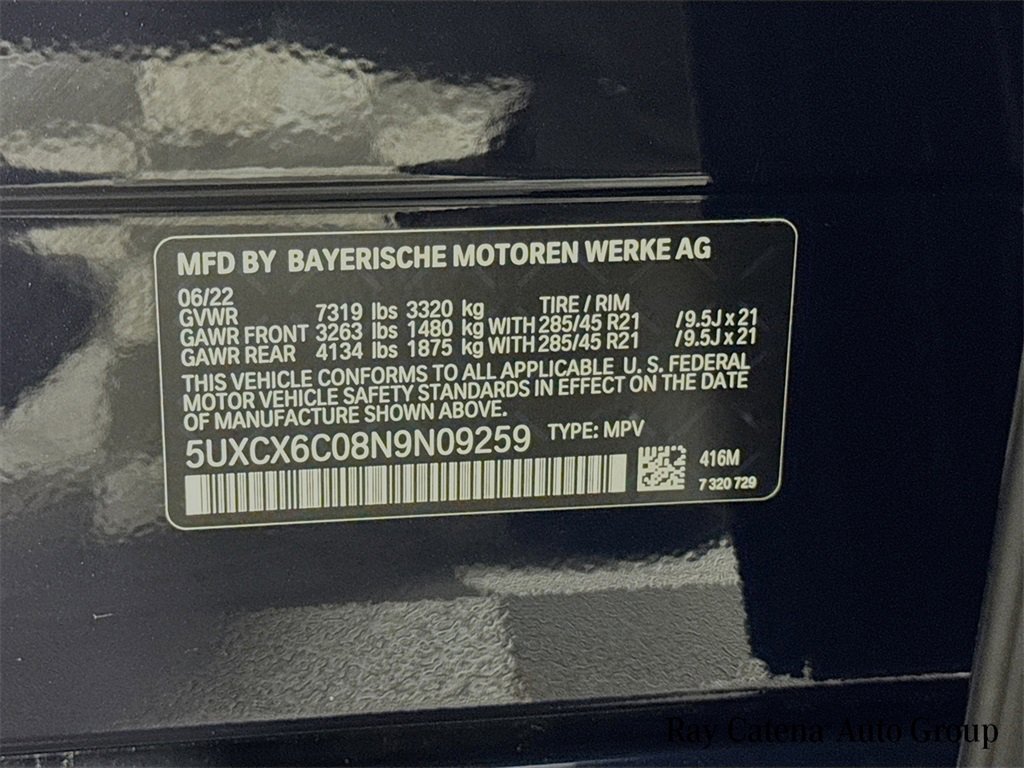 MFD BY BAYERISCHE MOTOREN WERKE AG
06/22 TIRE / RIM
GVWR 7319 lbs 3320 kg
GAWR FRONT 3263 lbs 1480 kg WITH 285/45 R21 /9.5J x 21
GAWR REAR 4134 lbs 1875 kg WITH 285/45 R21 /9.5J x 21
THIS VEHICLE CONFORMS TO ALL APPLICABLE U. S. FEDERAL
MOTOR VEHICLE SAFETY STANDARDS IN EFFECT ON THE DATE
OF MANUFACTURE SHOWN ABOVE.
5UXCX6C08N9N09259 TYPE: MPV
416M
7 320 729
Ray Catena Auto Group